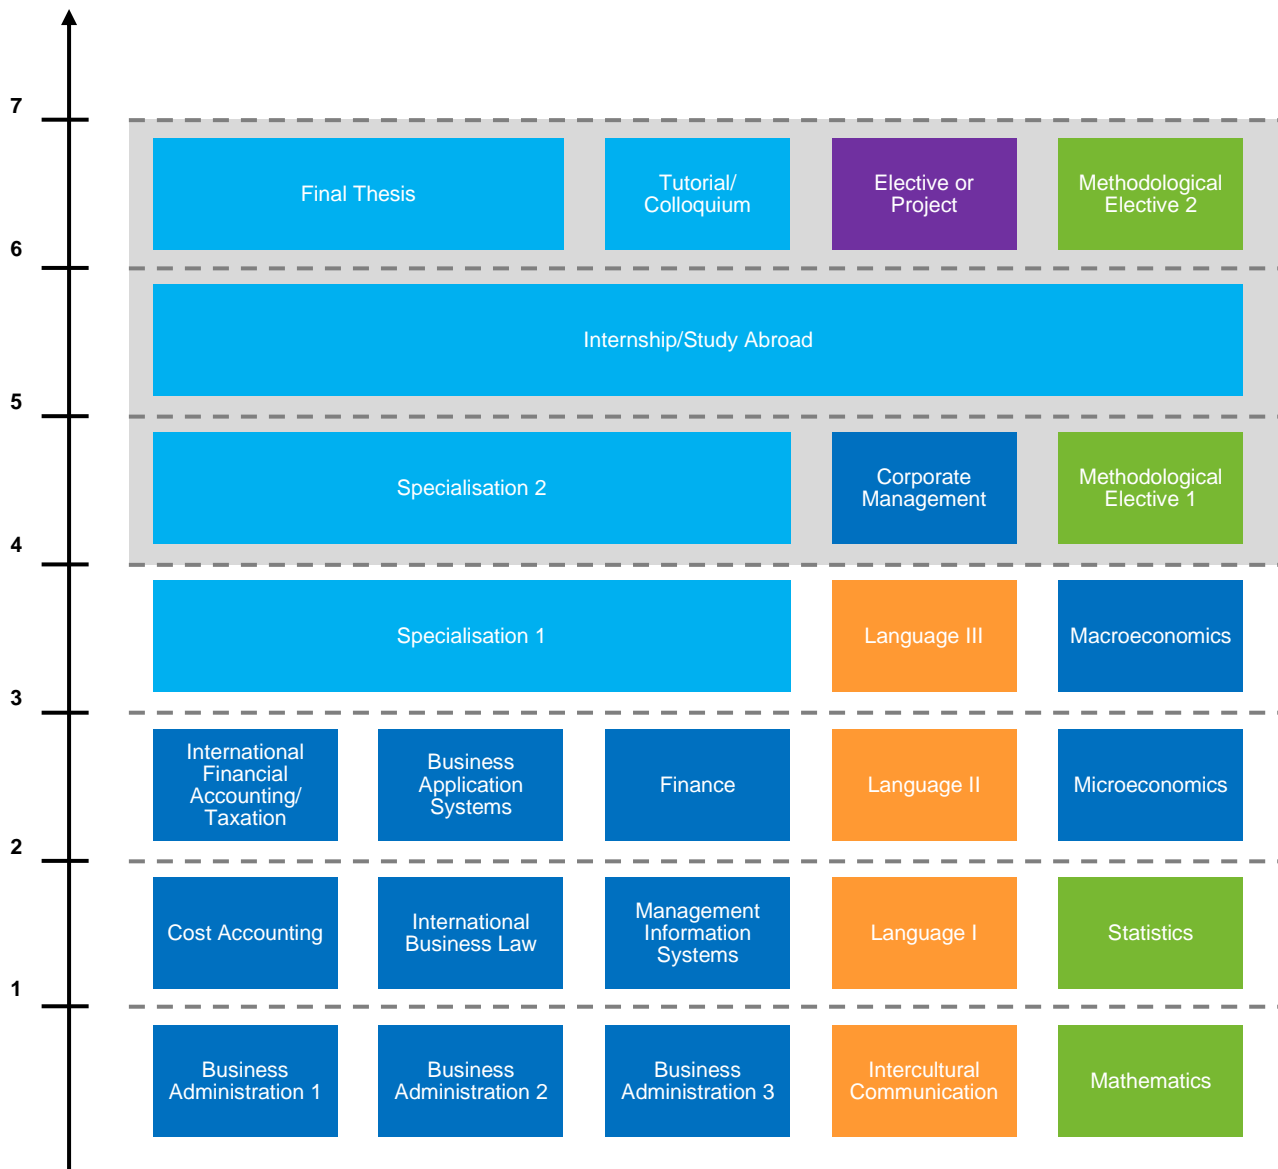 7
Final Thesis
Tutorial/
Colloquium
Elective or
Project
Methodological
Elective 2
6
Internship/Study Abroad
5
Specialisation 2
Corporate
Management
Methodological
Elective 1
4
Specialisation 1
Language III
Macroeconomics
3
International
Financial
Accounting/
Taxation
Business
Application
Systems
Finance
Language II
Microeconomics
2
Cost Accounting
International
Business Law
Management
Information
Systems
Language I
Statistics
1
Business
Administration 1
Business
Administration 2
Business
Administration 3
Intercultural
Communication
Mathematics